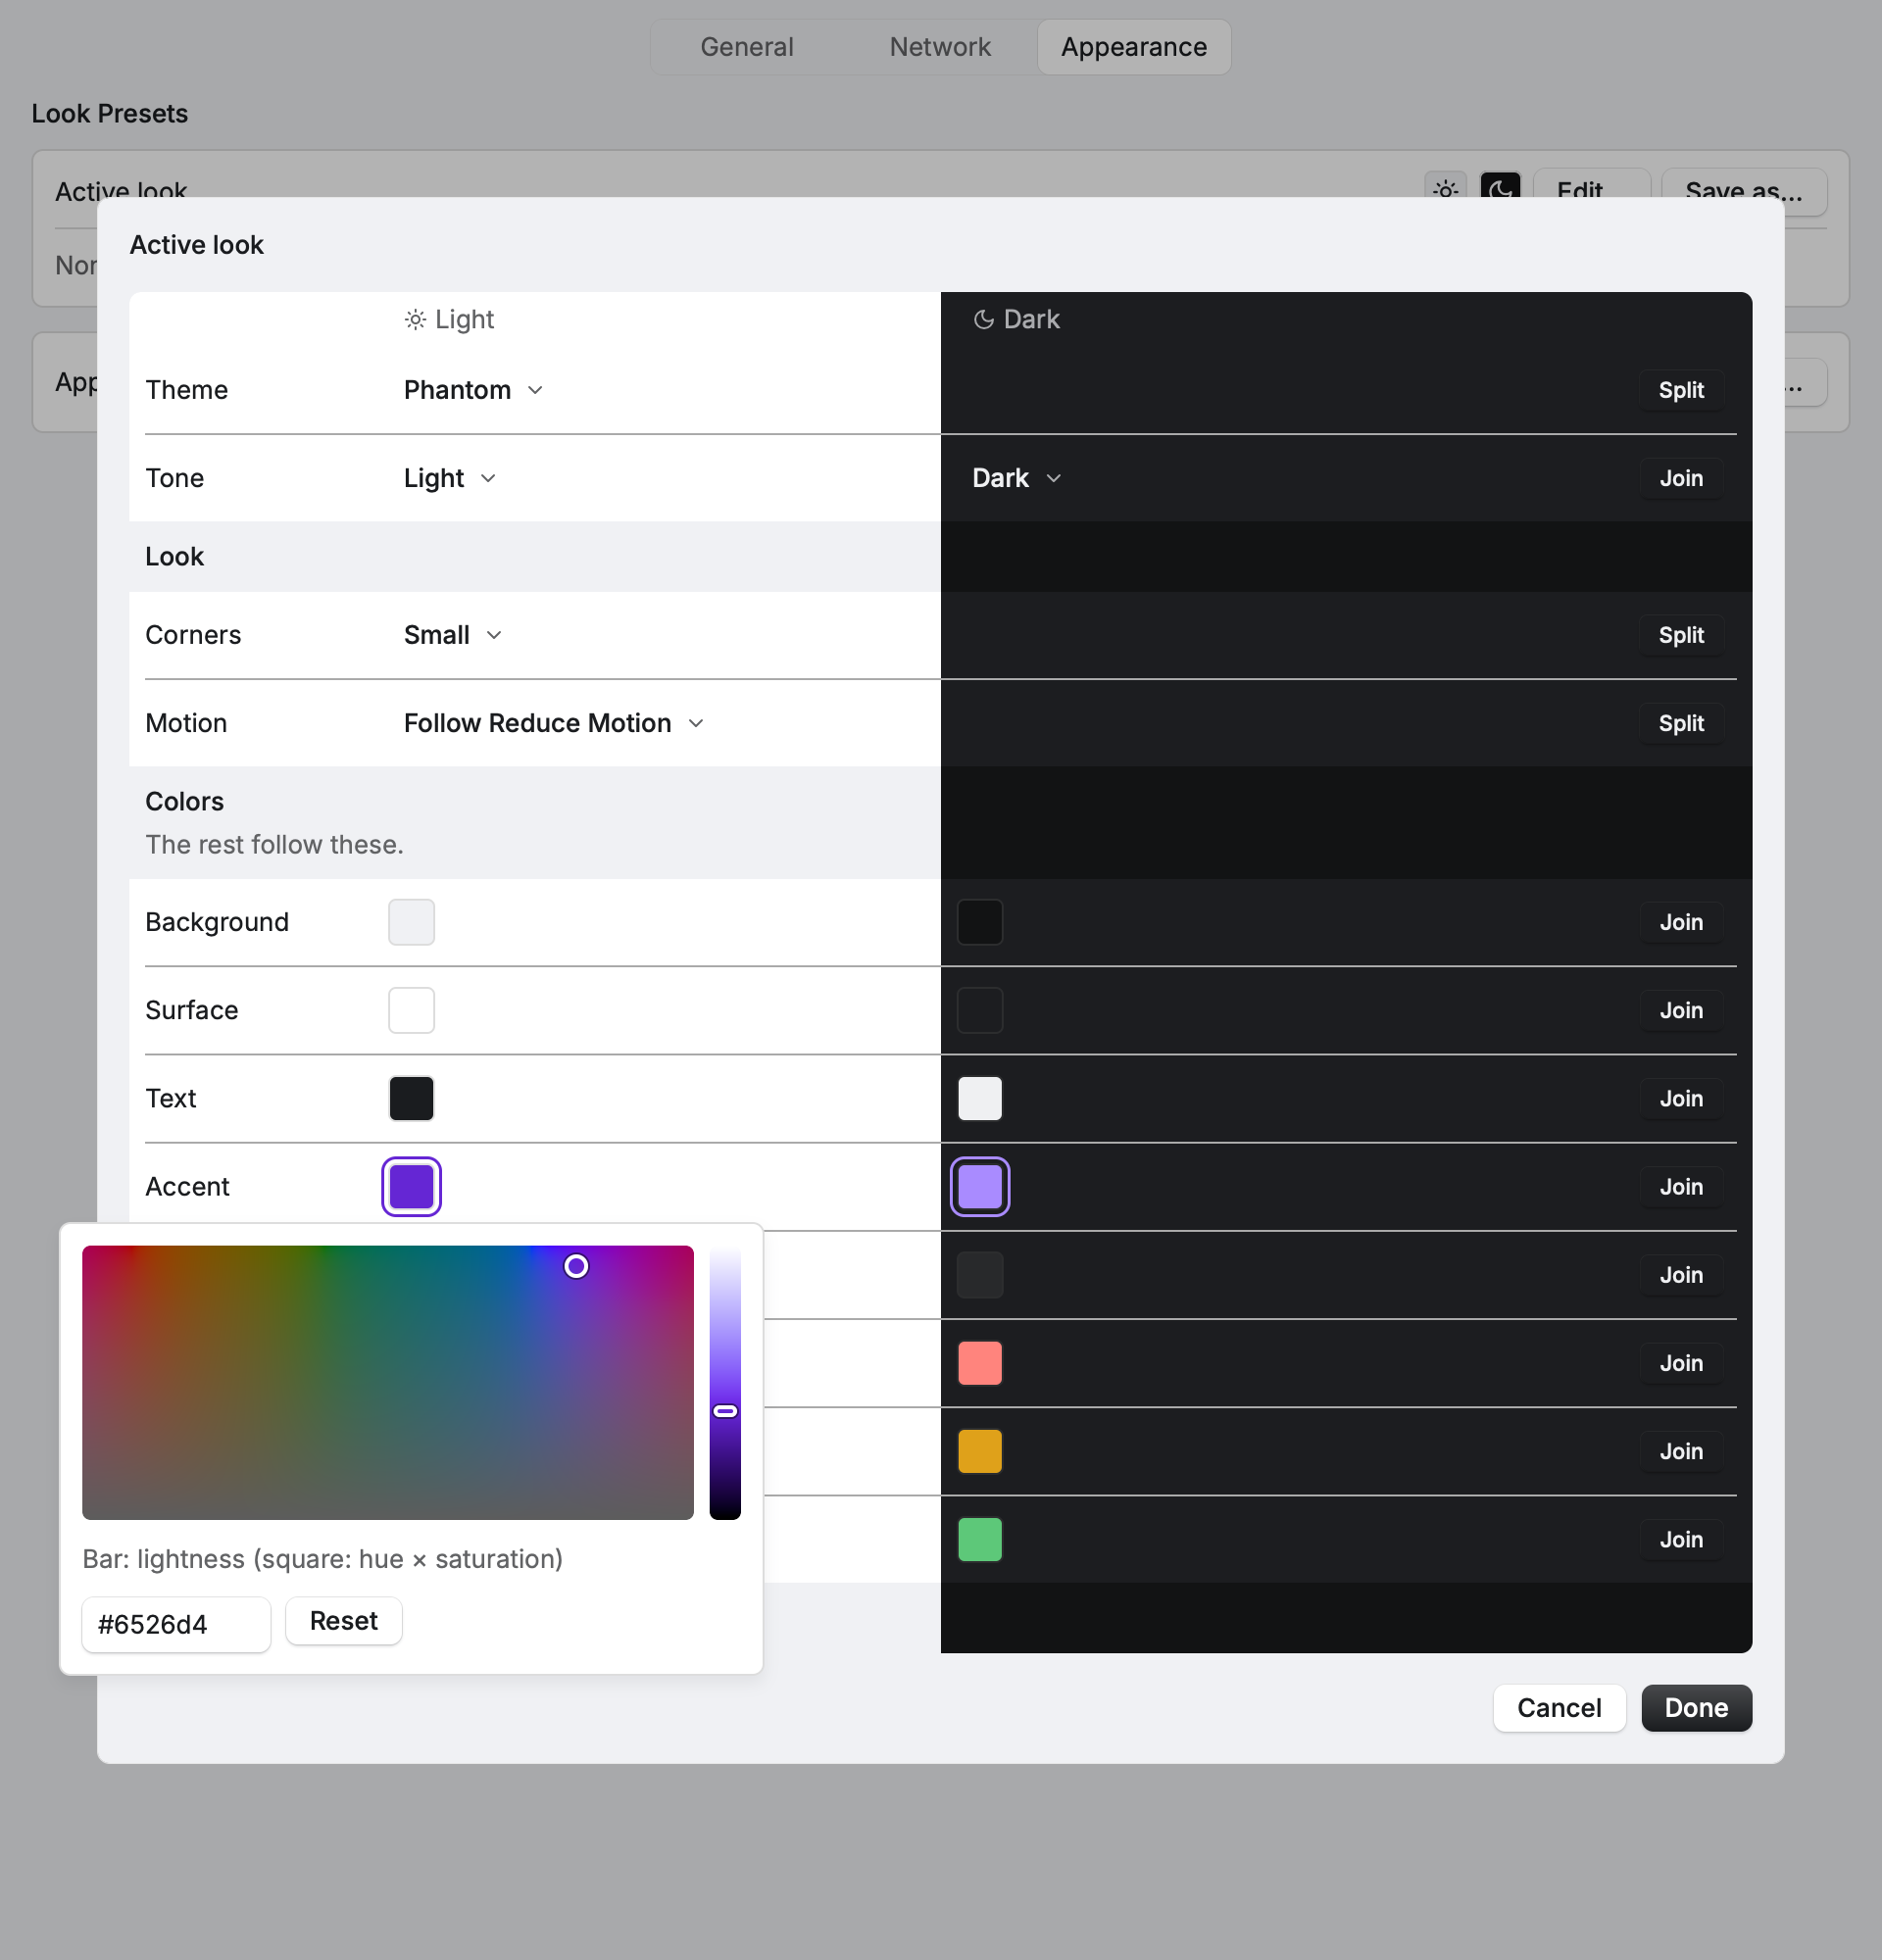 General Network Appearance
Look Presets
Active look Edit Save as...
Active look
Light Dark
Theme Phantom Split
Tone Light Dark Join
Look
Corners Small Split
Motion Follow Reduce Motion Split
Colors
The rest follow these.
Background Join
Surface Join
Text Join
Accent Join
Join
Join
Join
Join
Bar: lightness (square: hue × saturation)
#6526d4 Reset
Cancel Done